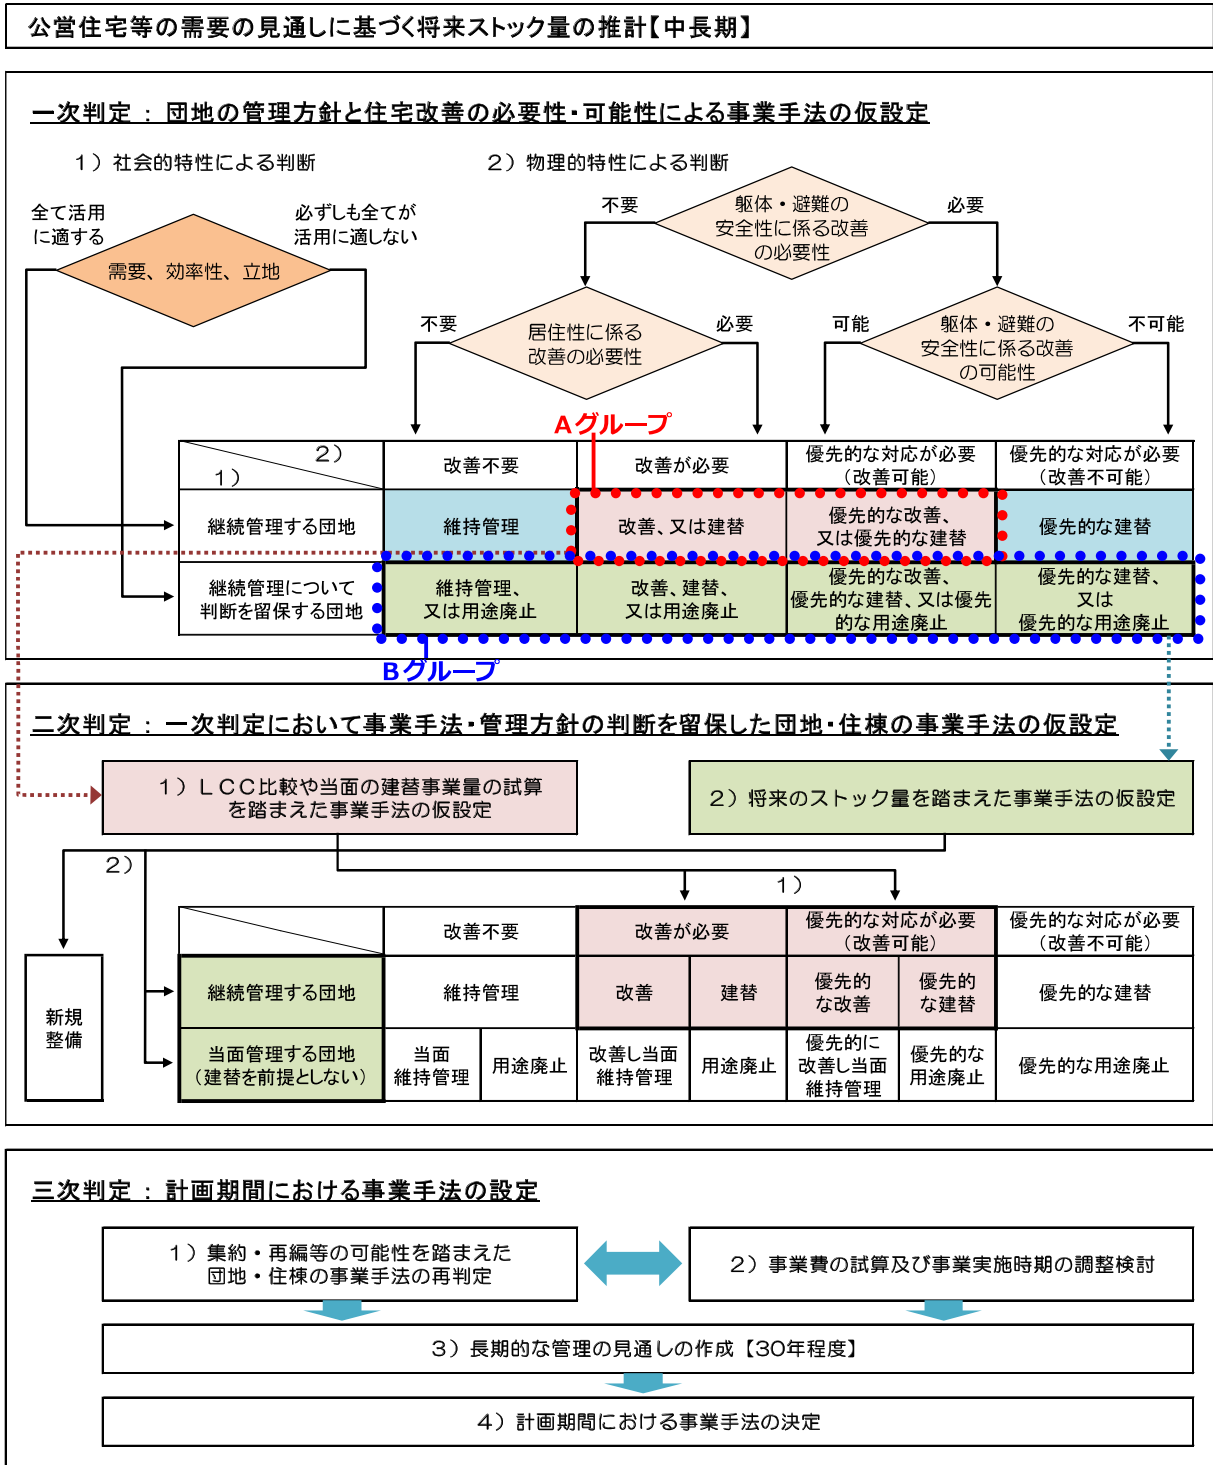 公営住宅等の需要の見通しに基づく将来ストック量の推計【中長期】
一次判定 : 団地の管理方針と住宅改善の必要性・可能性による事業手法の仮設定
1）社会的特性による判断
2）物理的特性による判断
全て活用
に適する
必ずしも全てが
活用に適しない
需要、効率性、立地
不要
躯体・避難の
安全性に係る改善
の必要性
必要
不要
居住性に係る
改善の必要性
必要
可能
躯体・避難の
安全性に係る改善
の可能性
不可能
Aグループ
2）
1）
改善不要
改善が必要
優先的な対応が必要
（改善可能）
優先的な対応が必要
（改善不可能）
継続管理する団地
維持管理
改善、又は建替
優先的な改善、
又は優先的な建替
優先的な建替
継続管理について
判断を留保する団地
維持管理、
又は用途廃止
改善、建替、
又は用途廃止
優先的な改善、
優先的な建替、又は優先
的な用途廃止
優先的な建替、
又は
優先的な用途廃止
Bグループ
二次判定 : 一次判定において事業手法・管理方針の判断を留保した団地・住棟の事業手法の仮設定
1）LCC比較や当面の建替事業量の試算
を踏まえた事業手法の仮設定
2）将来のストック量を踏まえた事業手法の仮設定
2）
1）
改善不要
改善が必要
優先的な対応が必要
（改善可能）
優先的な対応が必要
（改善不可能）
新規
整備
継続管理する団地
維持管理
改善
建替
優先的
な改善
優先的
な建替
優先的な建替
当面管理する団地
（建替を前提としない）
当面
維持管理
用途廃止
改善し当面
維持管理
用途廃止
優先的に
改善し当面
維持管理
優先的な
用途廃止
優先的な用途廃止
三次判定 : 計画期間における事業手法の設定
1）集約・再編等の可能性を踏まえた
団地・住棟の事業手法の再判定
2）事業費の試算及び事業実施時期の調整検討
3）長期的な管理の見通しの作成【30年程度】
4）計画期間における事業手法の決定